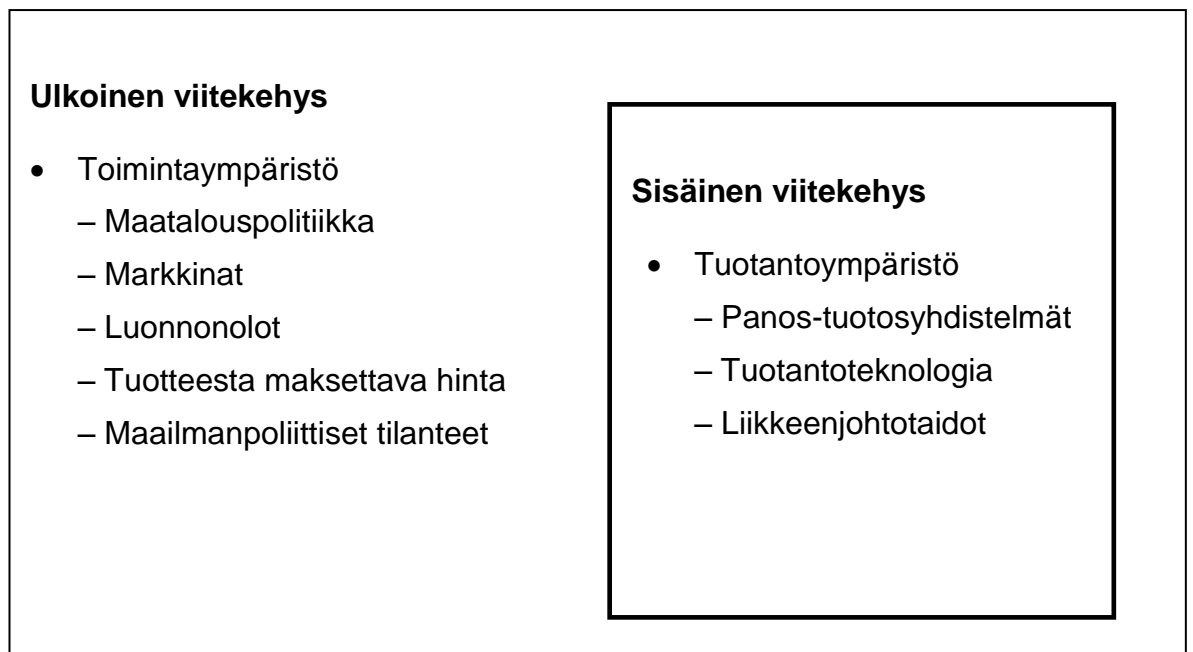 Ulkoinen viitekehys
• Toimintaympäristö
– Maatalouspolitiikka
– Markkinat
– Luonnonolot
– Tuotteesta maksettava hinta
– Maailmanpoliittiset tilanteet
Sisäinen viitekehys
• Tuotantoympäristö
– Panos-tuotosyhdistelmät
– Tuotantoteknologia
– Liikkeenjohtotaidot